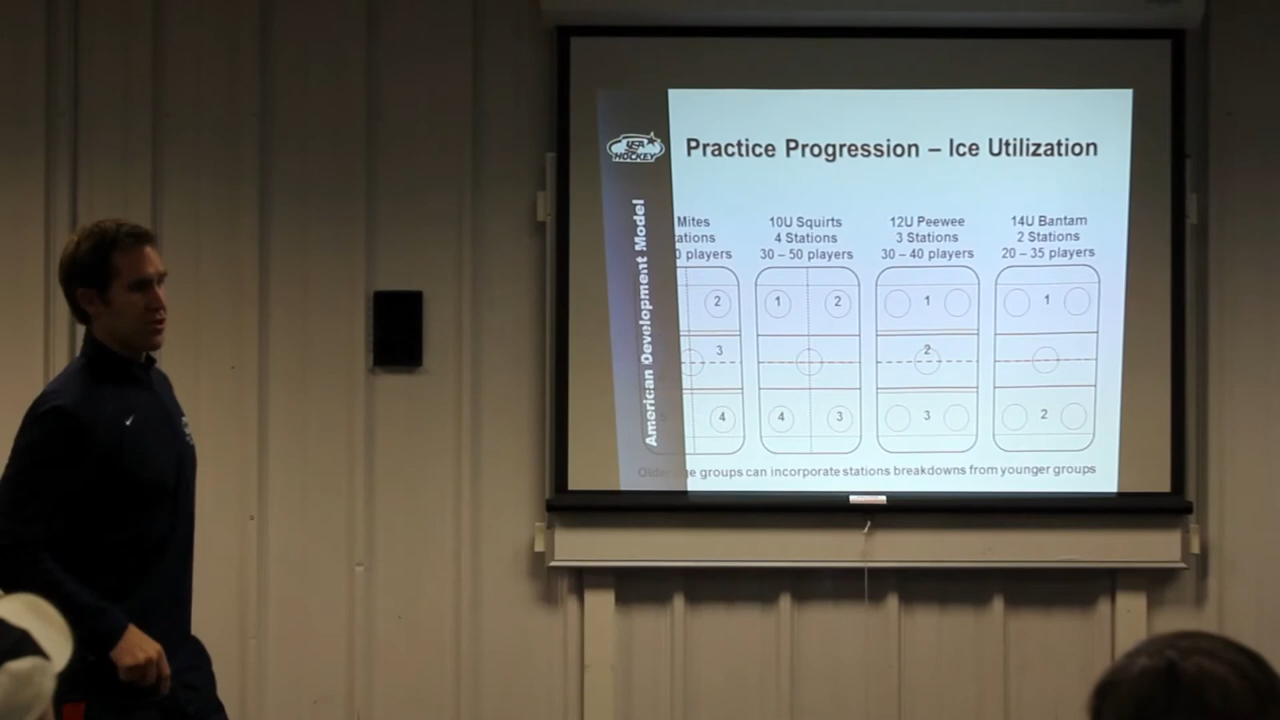 USA
HOCKEY
Practice Progression – Ice Utilization
American Development Model
Mites
0 players
2
3
4
10U Squirts
4 Stations
30 – 50 players
1
2
4
3
12U Peewee
3 Stations
30 – 40 players
1
2
3
14U Bantam
2 Stations
20 – 35 players
1
2
groups can incorporate stations breakdowns from younger groups